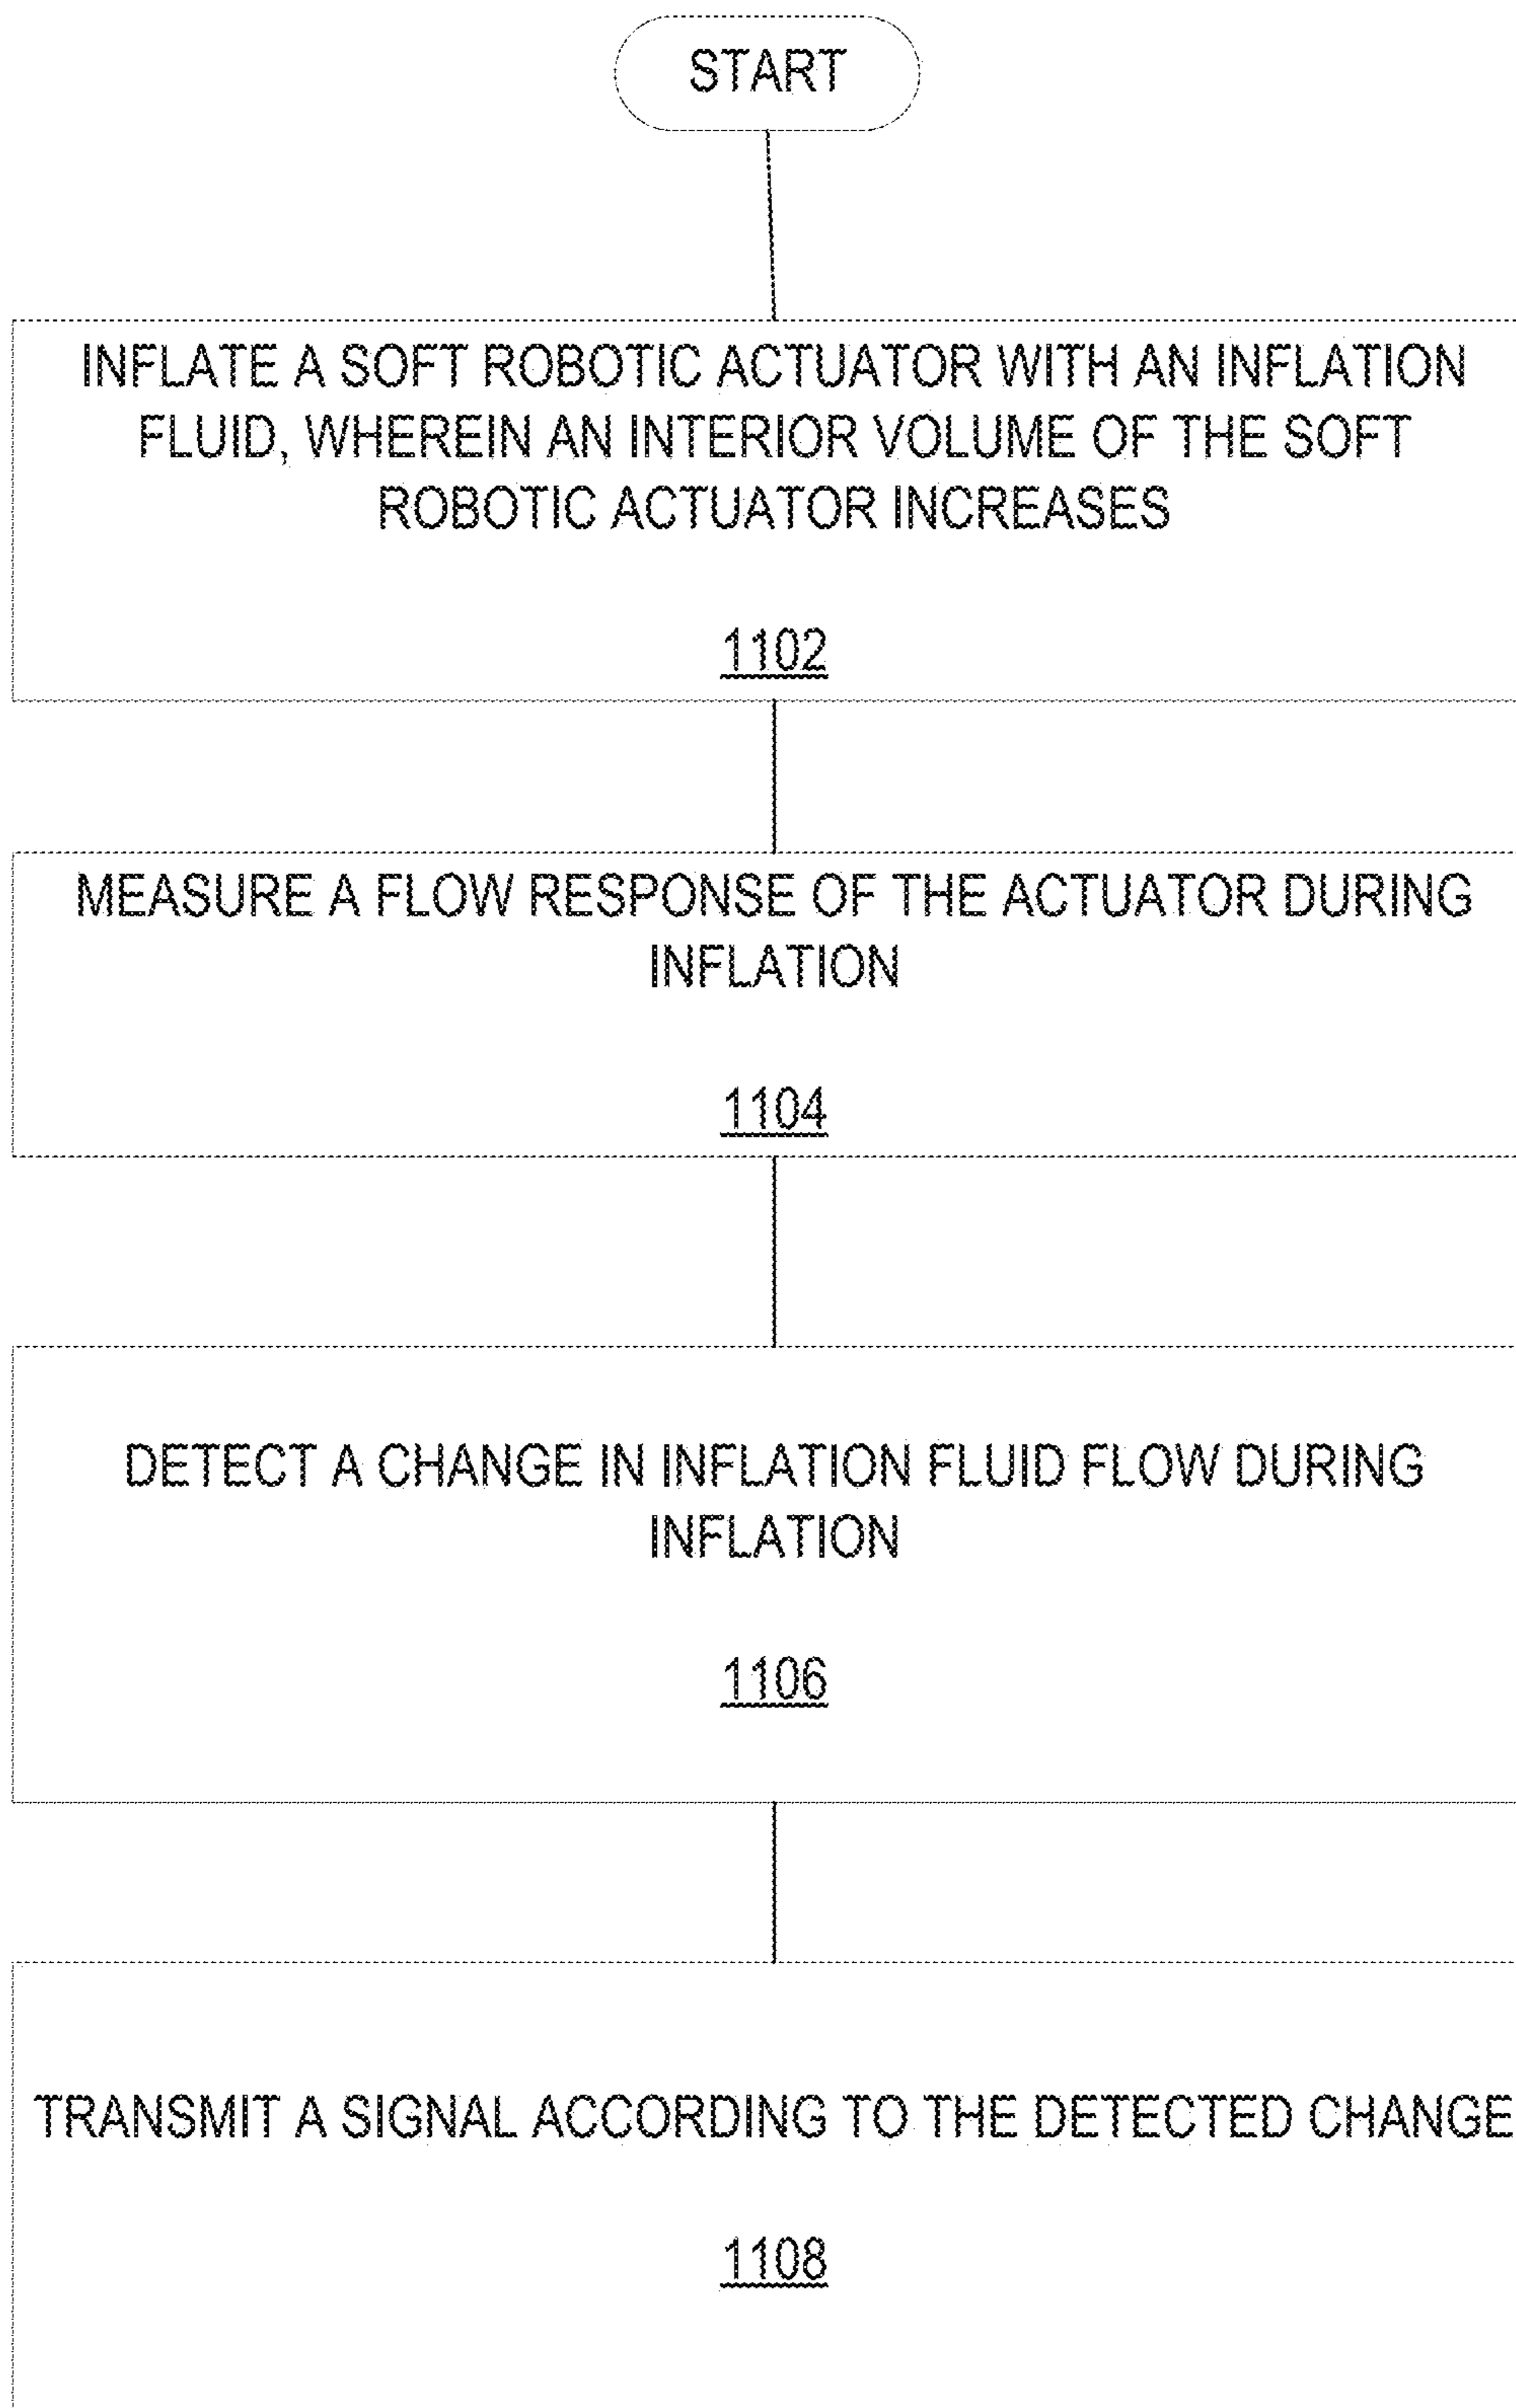 START
INFLATE A SOFT ROBOTIC ACTUATOR WITH AN INFLATION
FLUID, WHEREIN AN INTERIOR VOLUME OF THE SOFT
ROBOTIC ACTUATOR INCREASES
1102
MEASURE A FLOW RESPONSE OF THE ACTUATOR DURING
INFLATION
1104
DETECT A CHANGE IN INFLATION FLUID FLOW DURING
INFLATION
1106
TRANSMIT A SIGNAL ACCORDING TO THE DETECTED CHANGE
1108